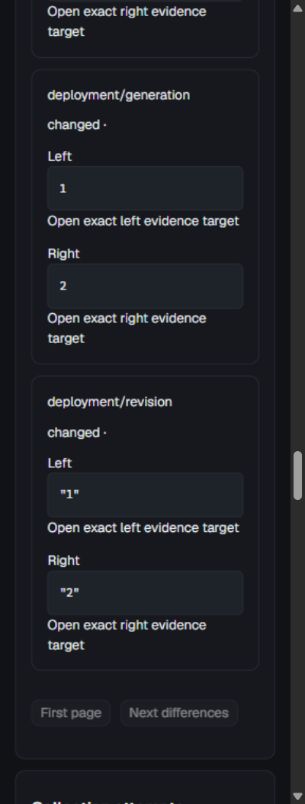 Open exact right evidence
target
deployment/generation
changed ·
Left
1
Open exact left evidence target
Right
2
Open exact right evidence
target
deployment/revision
changed ·
Left
"1"
Open exact left evidence target
Right
"2"
Open exact right evidence
target
First page
Next differences